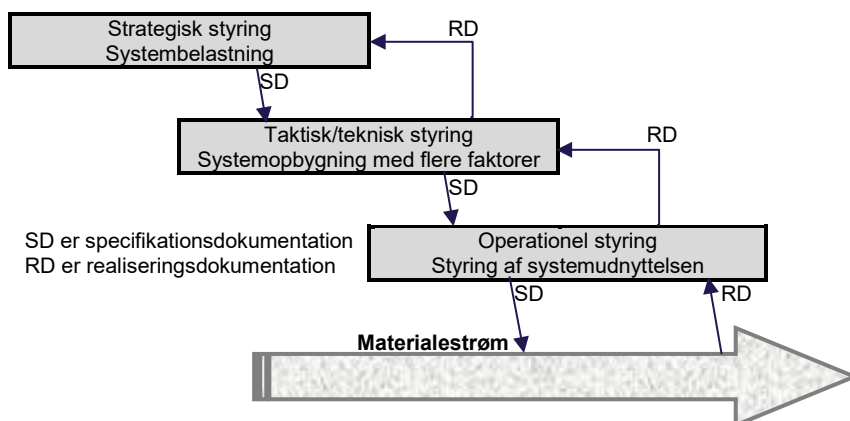 Strategisk styring
Systembelastning
RD
SD
Taktisk/teknisk styring
Systemopbygning med flere faktorer
RD
SD
SD er specifikationsdokumentation
RD er realiseringsdokumentation
Operationel styring
Styring af systemudnyttelsen
SD
RD
Materialestrøm